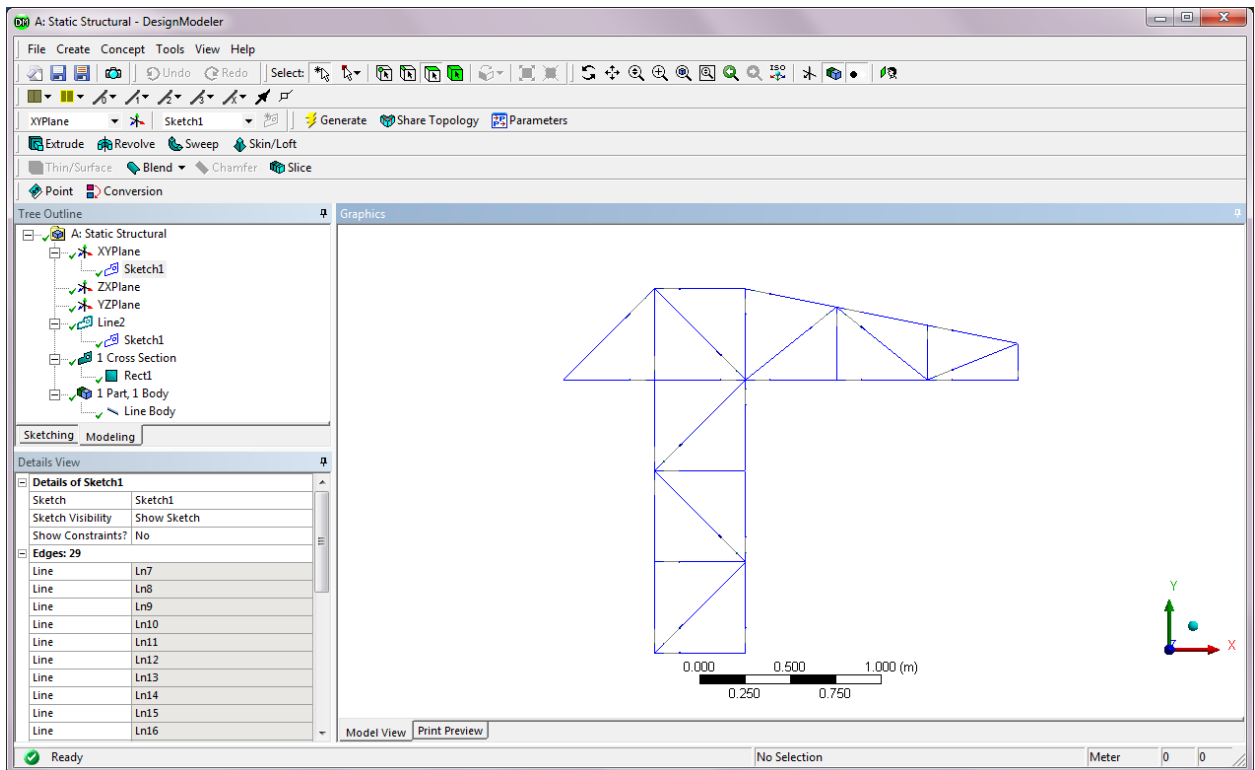 DM A: Static Structural - DesignModeler
File Create Concept Tools View Help
Undo Redo Select: ISO
XYPlane Sketch1 Generate Share Topology Parameters
Extrude Revolve Sweep Skin/Loft
Thin/Surface Blend Chamfer Slice
Point Conversion
Tree Outline
A: Static Structural
XYPlane
Sketch1
ZXPlane
YZPlane
Line2
Sketch1
1 Cross Section
Rect1
1 Part, 1 Body
Line Body
Sketching Modeling
Details View
Details of Sketch1
Sketch Sketch1
Sketch Visibility Show Sketch
Show Constraints? No
Edges: 29
Line Ln7
Line Ln8
Line Ln9
Line Ln10
Line Ln11
Line Ln12
Line Ln13
Line Ln14
Line Ln15
Line Ln16
Graphics
0.000 0.500 1.000 (m)
0.250 0.750
Y
Z X
Model View Print Preview
Ready No Selection Meter 0 0